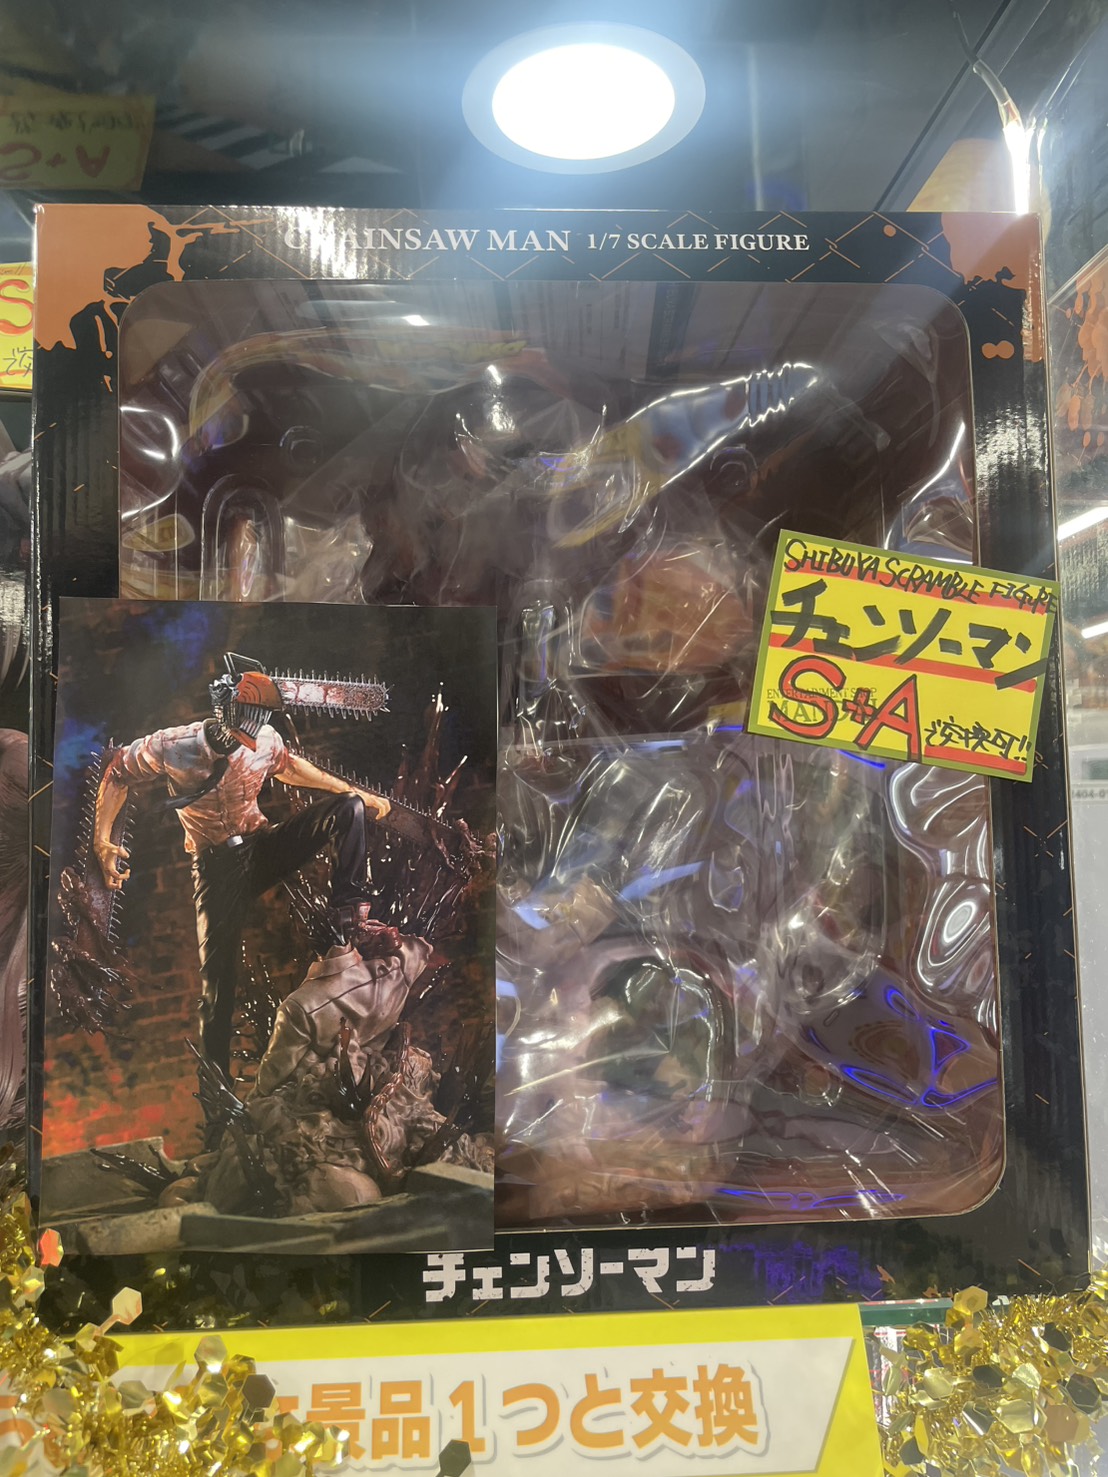 CHAINSAW MAN 1/7 SCALE FIGURE
SHIBUYA SCRAMBLE FIGURE
チェンソーマン
S+A
で交換可!!
チェンソーマン
景品1つと交換
A+C
S